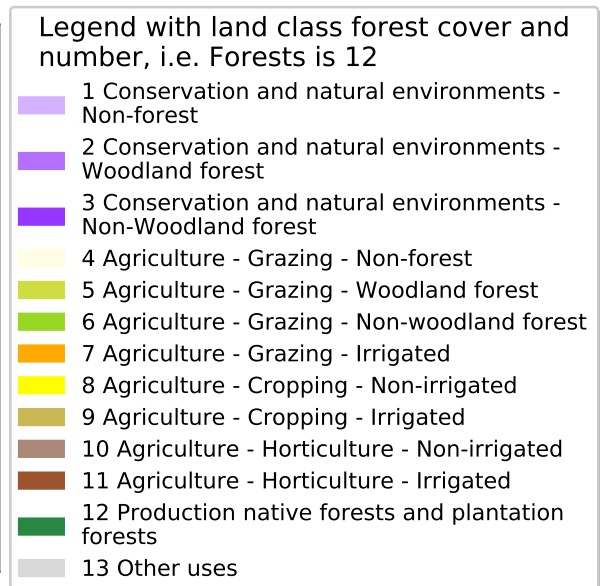 Legend with land class forest cover and
number, i.e. Forests is 12
1 Conservation and natural environments -
Non-forest
2 Conservation and natural environments -
Woodland forest
3 Conservation and natural environments -
Non-Woodland forest
4 Agriculture - Grazing - Non-forest
5 Agriculture - Grazing - Woodland forest
6 Agriculture - Grazing - Non-woodland forest
7 Agriculture - Grazing - Irrigated
8 Agriculture - Cropping - Non-irrigated
9 Agriculture - Cropping - Irrigated
10 Agriculture - Horticulture - Non-irrigated
11 Agriculture - Horticulture - Irrigated
12 Production native forests and plantation
forests
13 Other uses